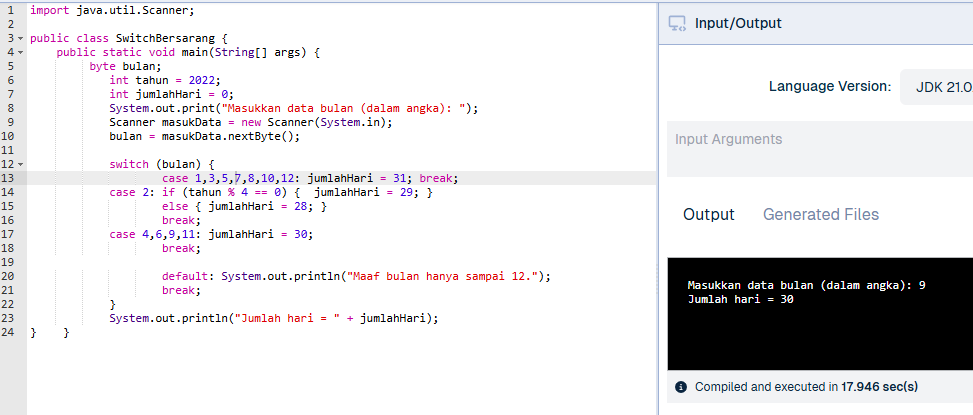 1 import java.util.Scanner;
2
3 public class SwitchBersarang {
4 public static void main(String[] args) {
5 byte bulan;
6 int tahun = 2022;
7 int jumlahHari = 0;
8 System.out.print("Masukkan data bulan (dalam angka): ");
9 Scanner masukData = new Scanner(System.in);
10 bulan = masukData.nextByte();
11
12 switch (bulan) {
13 case 1,3,5,7,8,10,12: jumlahHari = 31; break;
14 case 2: if (tahun % 4 == 0) {  jumlahHari = 29; }
15 else { jumlahHari = 28; }
16 break;
17 case 4,6,9,11: jumlahHari = 30;
18 break;
19
20 default: System.out.println("Maaf bulan hanya sampai 12.");
21 break;
22 }
23 System.out.println("Jumlah hari = " + jumlahHari);
24 } }
Input/Output
Language Version: JDK 21.0
Input Arguments
Output Generated Files
Masukkan data bulan (dalam angka): 9
Jumlah hari = 30
Compiled and executed in 17.946 sec(s)